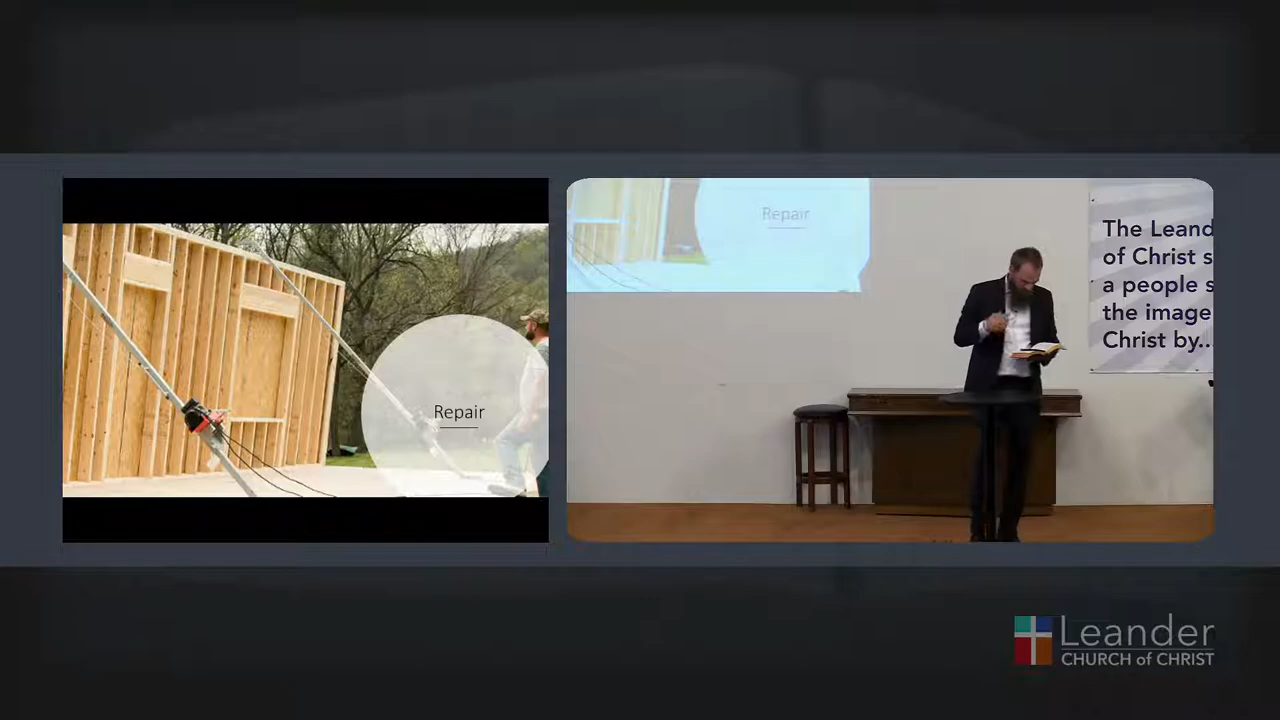 Repair
Repair
The Leand
of Christ s
a people s
the image
Christ by...
Leander
CHURCH of CHRIST